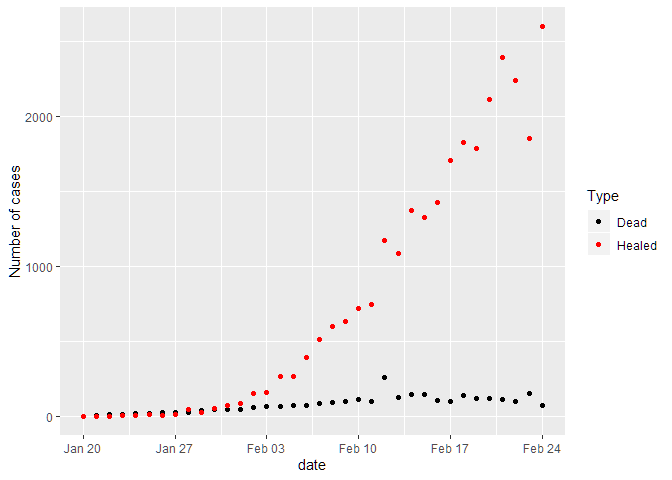 Number of cases
2000
1000
0
Jan 20
Jan 27
Feb 03
Feb 10
Feb 17
Feb 24
date
Type
Dead
Healed